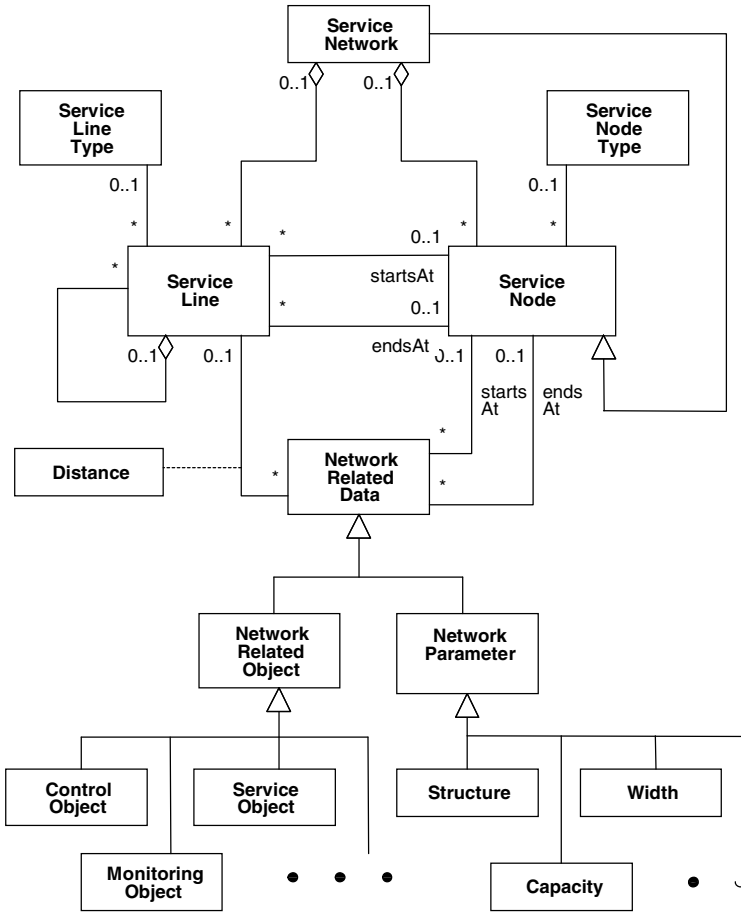 Service
Network
0..1
0..1
Service
Line
Type
Service
Node
Type
0..1
0..1
*
*
*
*
*
0..1
*
Service
Line
startsAt
Service
Node
*
0..1
endsAt
0..1
0..1
0..1
0..1
starts
At
ends
At
*
Distance
Network
Related
Data
*
*
Network
Related
Object
Network
Parameter
Control
Object
Service
Object
Structure
Width
Monitoring
Object
Capacity